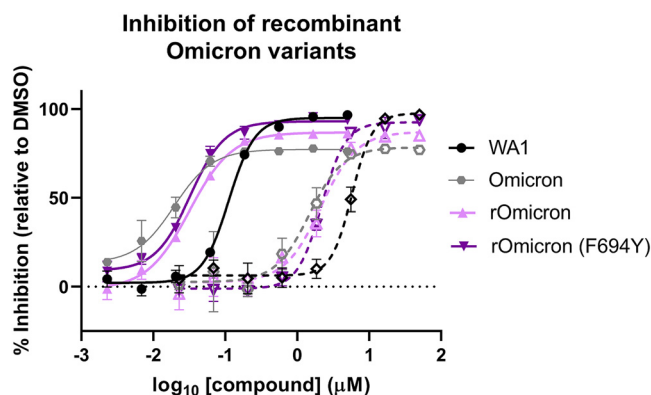 Inhibition of recombinant
Omicron variants
% Inhibition (relative to DMSO)
100
50
0
-3
-2
-1
0
1
2
log10 [compound] (μM)
WA1
Omicron
rOmicron
rOmicron (F694Y)